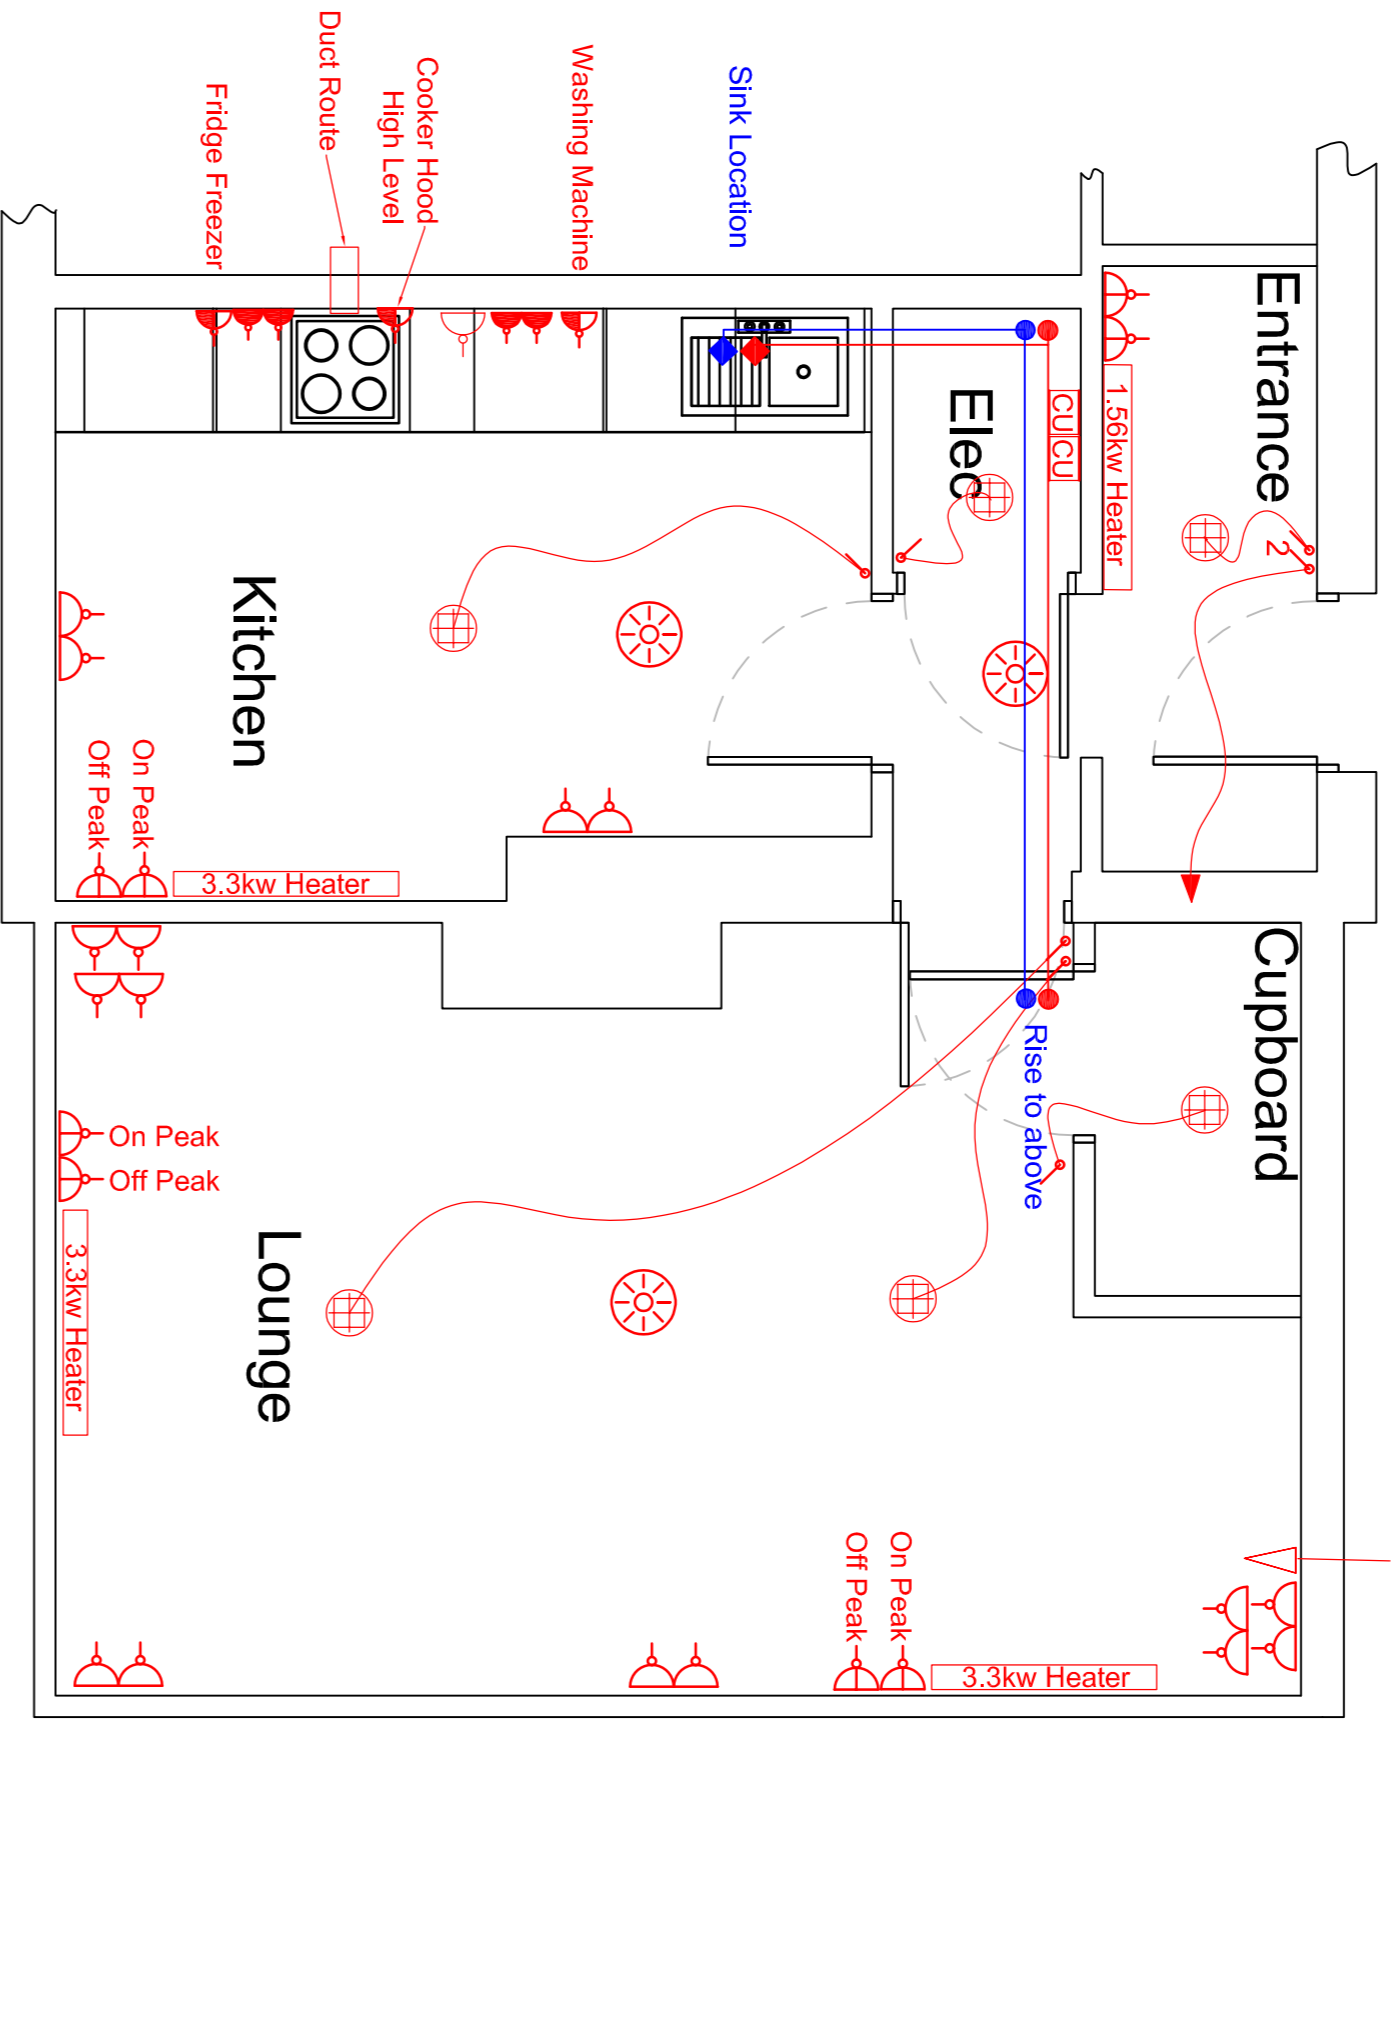 Entrance
2
1.56kw Heater
CU
CU
Elec
Sink Location
Washing Machine
Cooker Hood
High Level
Duct Route
Fridge Freezer
Kitchen
On Peak
Off Peak
3.3kw Heater
Cupboard
Rise to above
On Peak
Off Peak
3.3kw Heater
Lounge
On Peak
Off Peak
3.3kw Heater